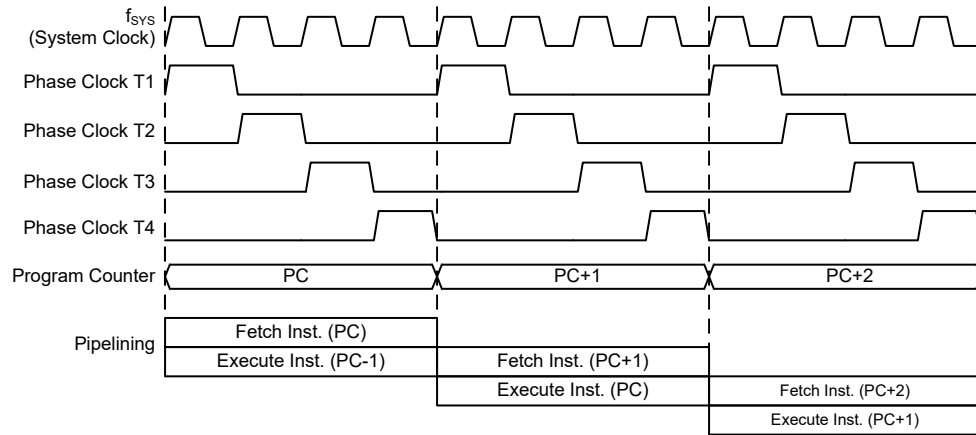 fSYS
(System Clock)
Phase Clock T1
Phase Clock T2
Phase Clock T3
Phase Clock T4
Program Counter PC PC+1 PC+2
Pipelining
Fetch Inst. (PC)
Execute Inst. (PC-1) Fetch Inst. (PC+1)
Execute Inst. (PC) Fetch Inst. (PC+2)
Execute Inst. (PC+1)